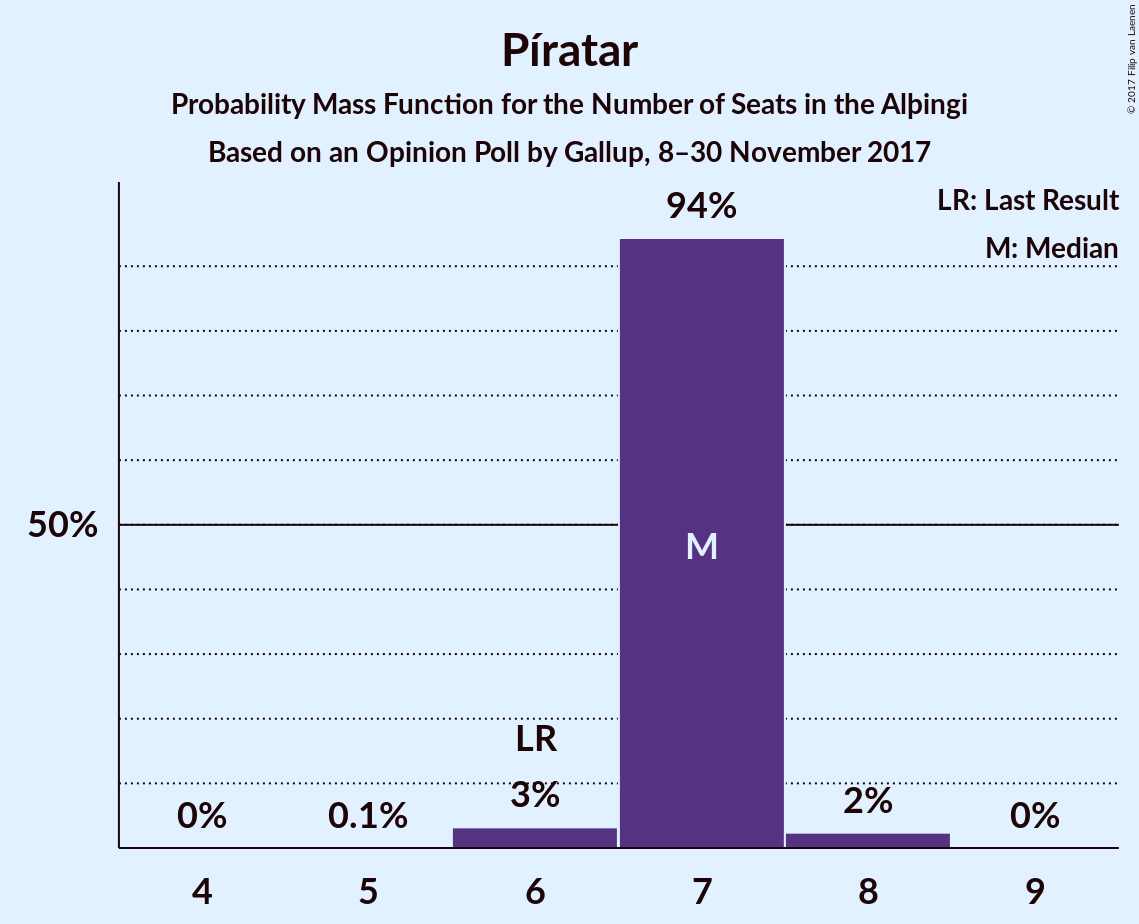 Píratar
Probability Mass Function for the Number of Seats in the Alþingi
Based on an Opinion Poll by Gallup, 8–30 November 2017
© 2017 Filip van Laenen
LR: Last Result
M: Median
94%
50%
M
LR
0%
0.1%
3%
2%
0%
4
5
6
7
8
9